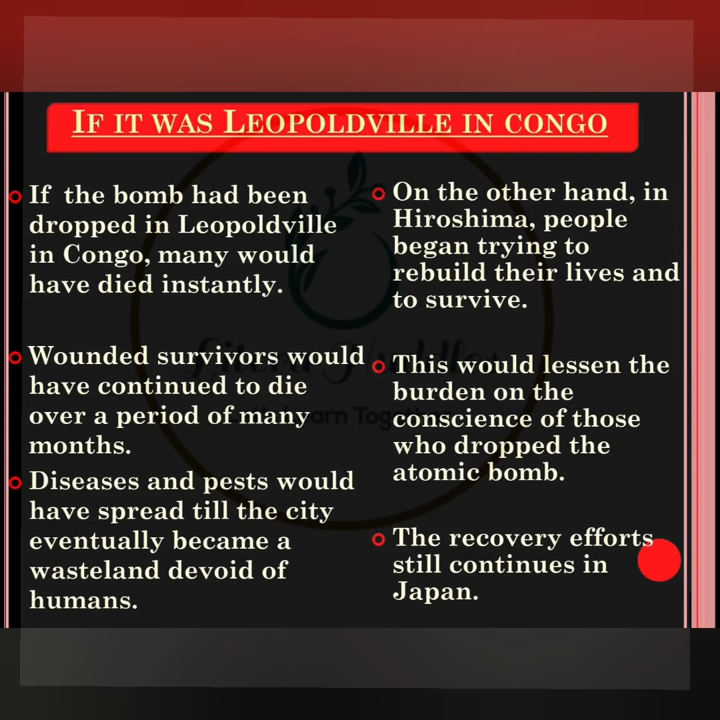 If it was Leopoldville in congo
If the bomb had been
dropped in Leopoldville
in Congo, many would
have died instantly.
Wounded survivors would
have continued to die
over a period of many
months.
Diseases and pests would
have spread till the city
eventually became a
wasteland devoid of
humans.
On the other hand, in
Hiroshima, people
began trying to
rebuild their lives and
to survive.
This would lessen the
burden on the
conscience of those
who dropped the
atomic bomb.
The recovery efforts
still continues in
Japan.